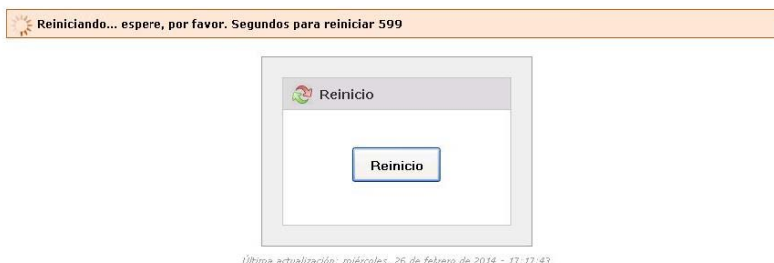 Reiniciando... espere, por favor. Segundos para reiniciar 599
Reinicio
Reinicio
Última actualización: miércoles, 26 de febrero de 2014 - 17:17:43